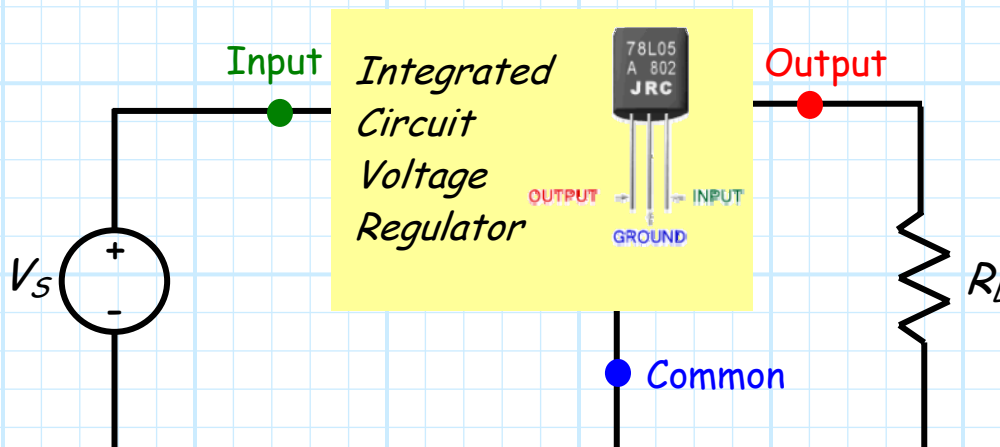 Input
Integrated
Circuit
Voltage
Regulator
78L05
A 802
JRC
OUTPUT
INPUT
GROUND
Output
+
-
VS
R
Common